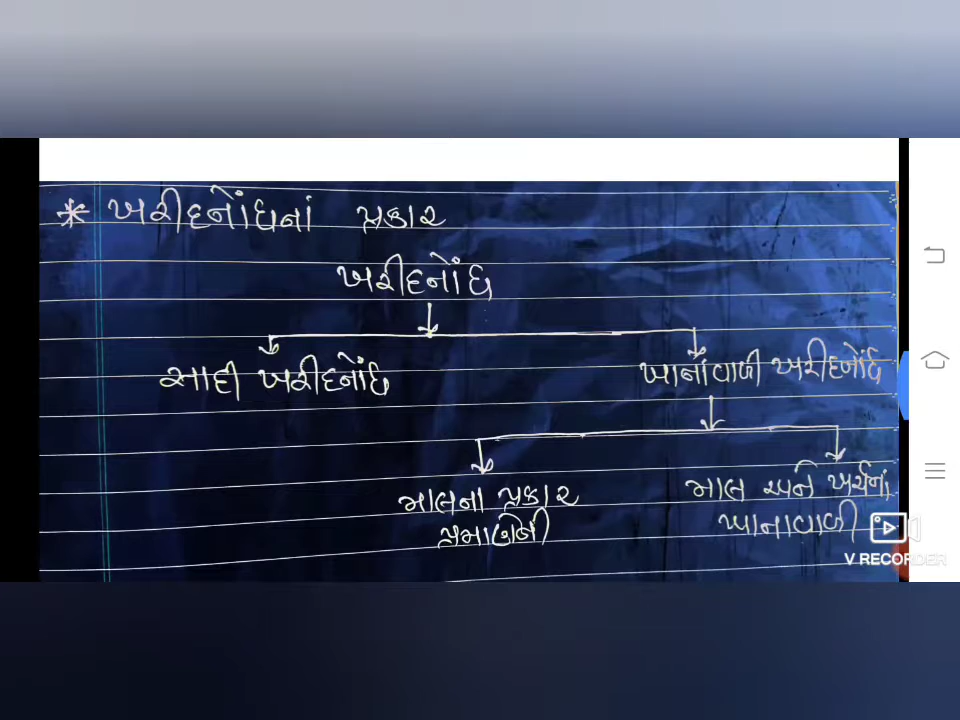 * ખરીદનોંધનાં પ્રકાર
ખરીદનોંધ
સાદી ખરીદનોંધ
ખાનાંવાળી ખરીદનોંધ
માલના પ્રકાર
પ્રમાણેની
માલ અને ખર્ચનાં
ખાનાવાળી
V RECORDER